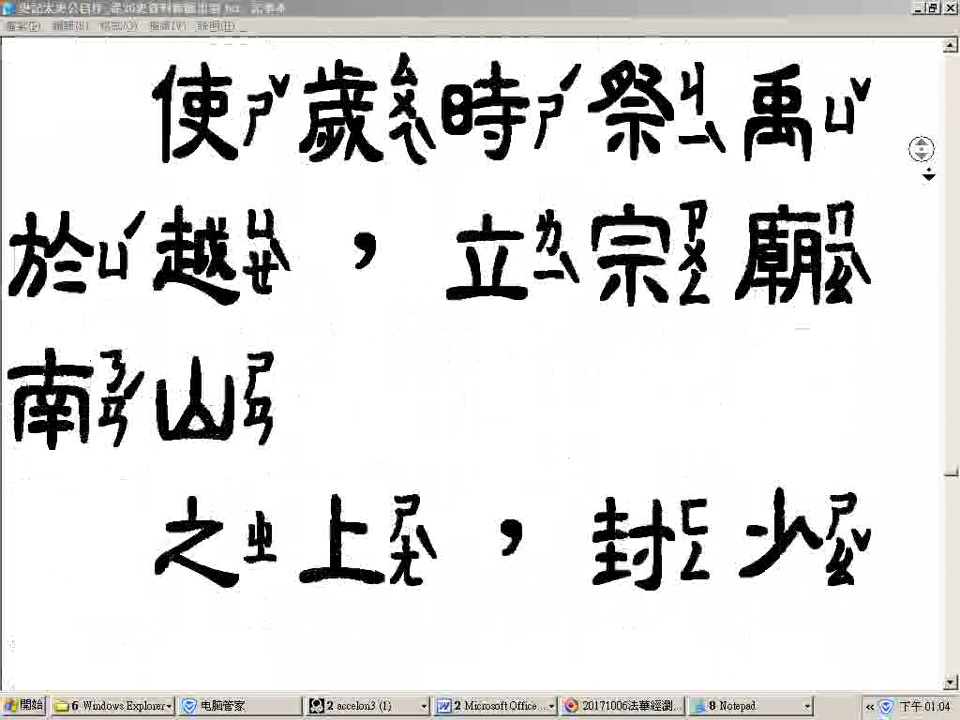 使歲時祭禹
於越，立宗廟
南山
之上，封少
開始 6 Windows Explorer 电脑管家 2 accelon3 (1) 2 Microsoft Office... 20171006法華經瀏... 8 Notepad « 下午 01:04